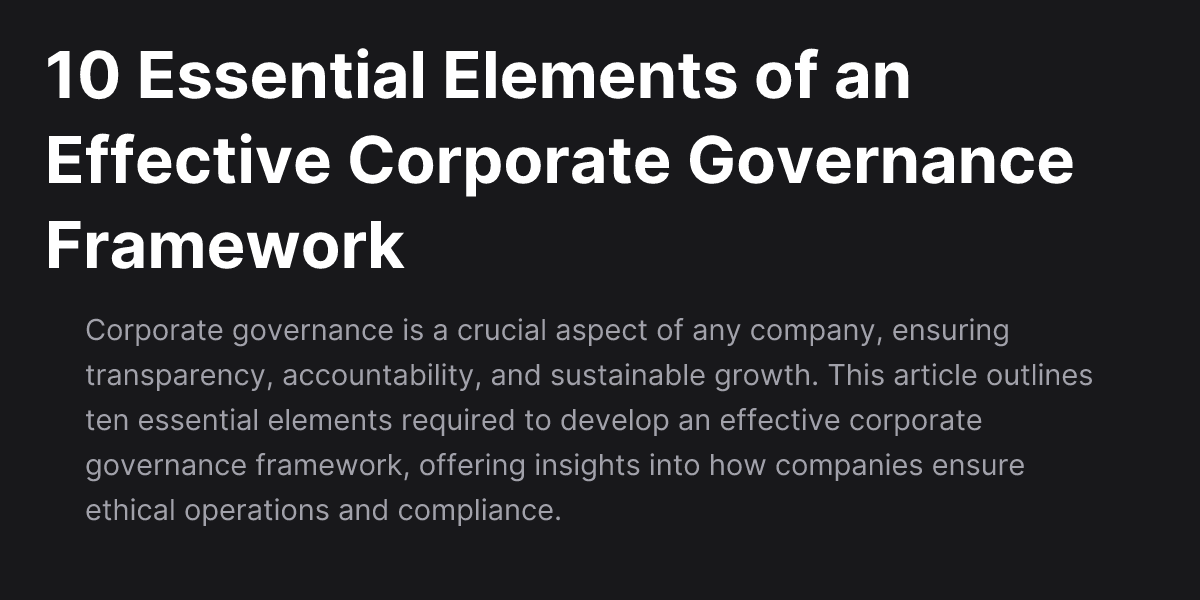 10 Essential Elements of an
Effective Corporate Governance
Framework
Corporate governance is a crucial aspect of any company, ensuring
transparency, accountability, and sustainable growth. This article outlines
ten essential elements required to develop an effective corporate
governance framework, offering insights into how companies ensure
ethical operations and compliance.